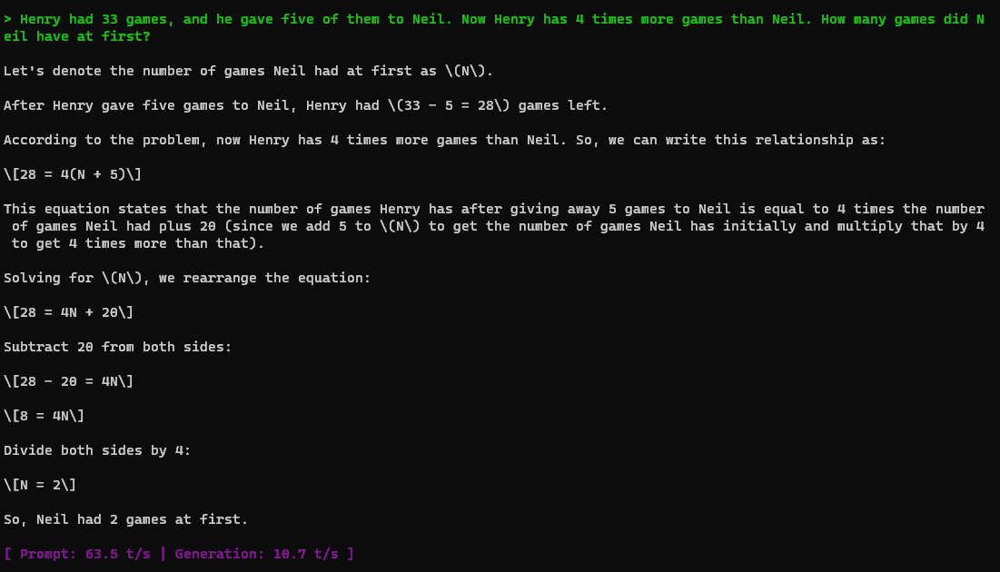 > Henry had 33 games, and he gave five of them to Neil. Now Henry has 4 times more games than Neil. How many games did N
eil have at first?
Let's denote the number of games Neil had at first as \(N\).
After Henry gave five games to Neil, Henry had \(33 - 5 = 28\) games left.
According to the problem, now Henry has 4 times more games than Neil. So, we can write this relationship as:
\[28 = 4(N + 5)\]
This equation states that the number of games Henry has after giving away 5 games to Neil is equal to 4 times the number
of games Neil had plus 20 (since we add 5 to \(N\) to get the number of games Neil has initially and multiply that by 4
to get 4 times more than that).
Solving for \(N\), we rearrange the equation:
\[28 = 4N + 20\]
Subtract 20 from both sides:
\[28 - 20 = 4N\]
\[8 = 4N\]
Divide both sides by 4:
\[N = 2\]
So, Neil had 2 games at first.
[ Prompt: 63.5 t/s | Generation: 10.7 t/s ]